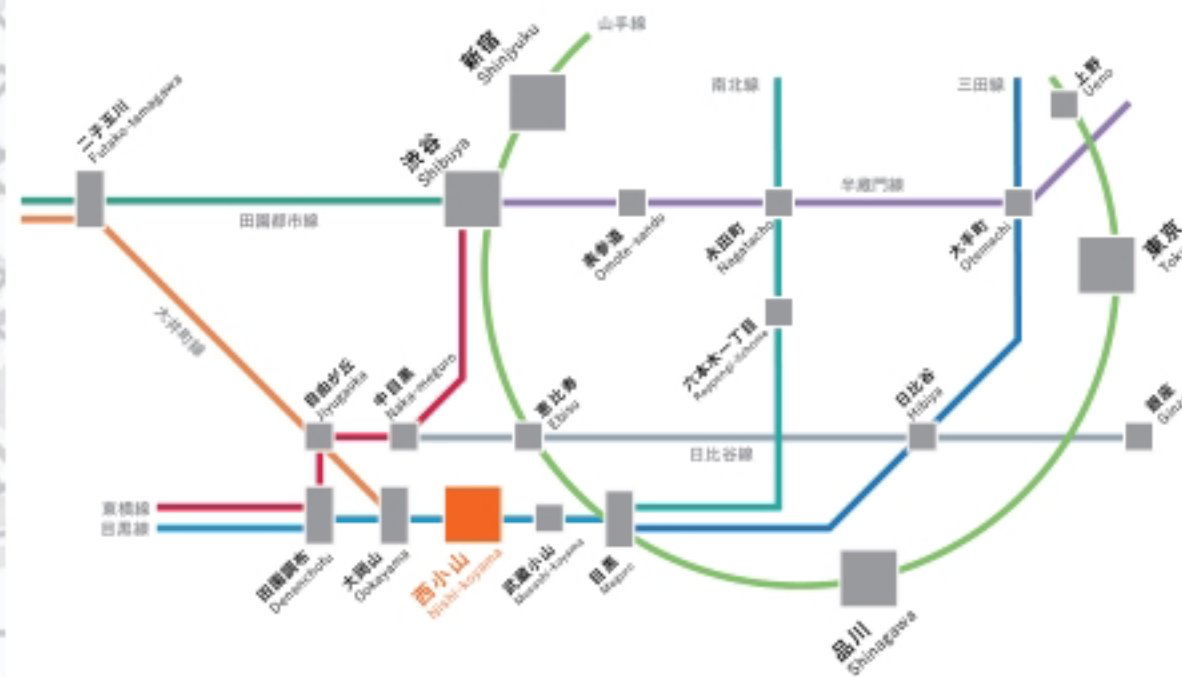 山手線
新宿
Shinjyuku
南北線
三田線
上野
Ueno
二子玉川
Futako-tamagawa
渋谷
Shibuya
半蔵門線
田園都市線
表参道
Omote-sando
永田町
Nagatacho
大手町
Otemachi
東京
大井町線
六本木一丁目
自由が丘
Jiyugaoka
中目黒
Naka-meguro
恵比寿
Ebisu
日比谷
Hibiya
銀座
日比谷線
東横線
目黒線
田園調布
Denenchofu
大岡山
Ookayama
西小山
Nishi-koyama
武蔵小山
Musashi-koyama
目黒
Meguro
品川
Shinagawa